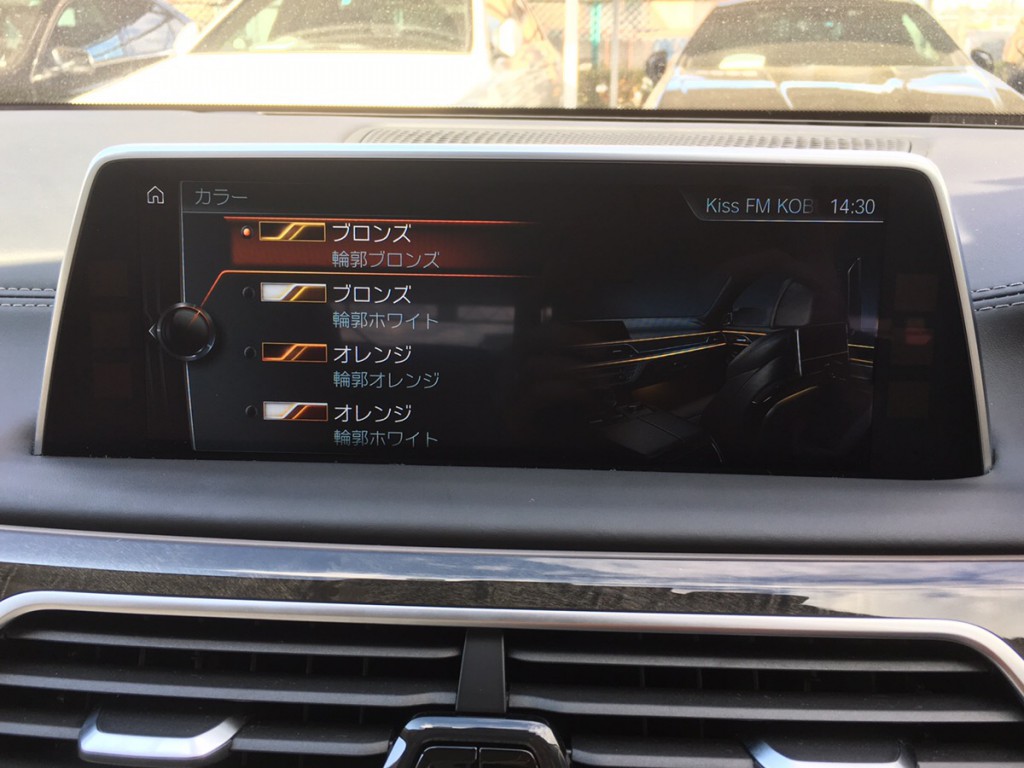 カラー
Kiss FM KOB 14:30
ブロンズ
輪郭ブロンズ
ブロンズ
輪郭ホワイト
オレンジ
輪郭オレンジ
オレンジ
輪郭ホワイト